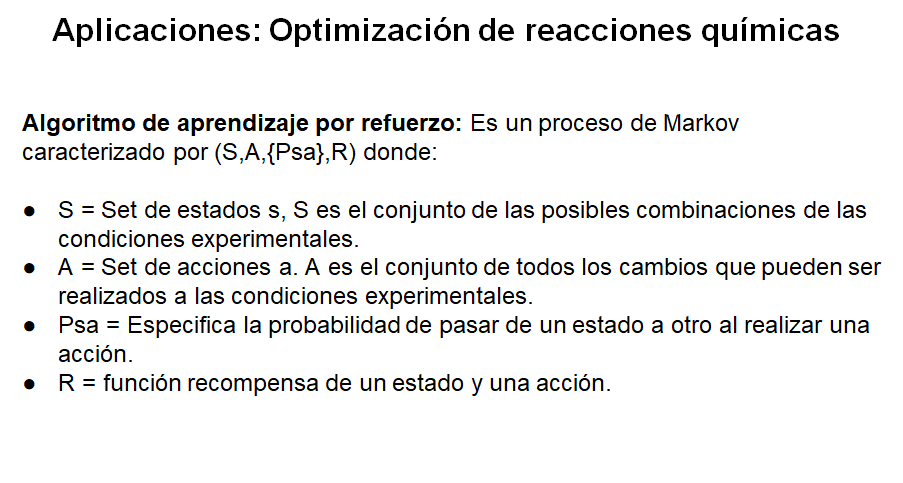 Aplicaciones: Optimización de reacciones químicas
Algoritmo de aprendizaje por refuerzo: Es un proceso de Markov
caracterizado por (S,A,{Psa},R) donde:
● S = Set de estados s, S es el conjunto de las posibles combinaciones de las
condiciones experimentales.
● A = Set de acciones a. A es el conjunto de todos los cambios que pueden ser
realizados a las condiciones experimentales.
● Psa = Especifica la probabilidad de pasar de un estado a otro al realizar una
acción.
● R = función recompensa de un estado y una acción.